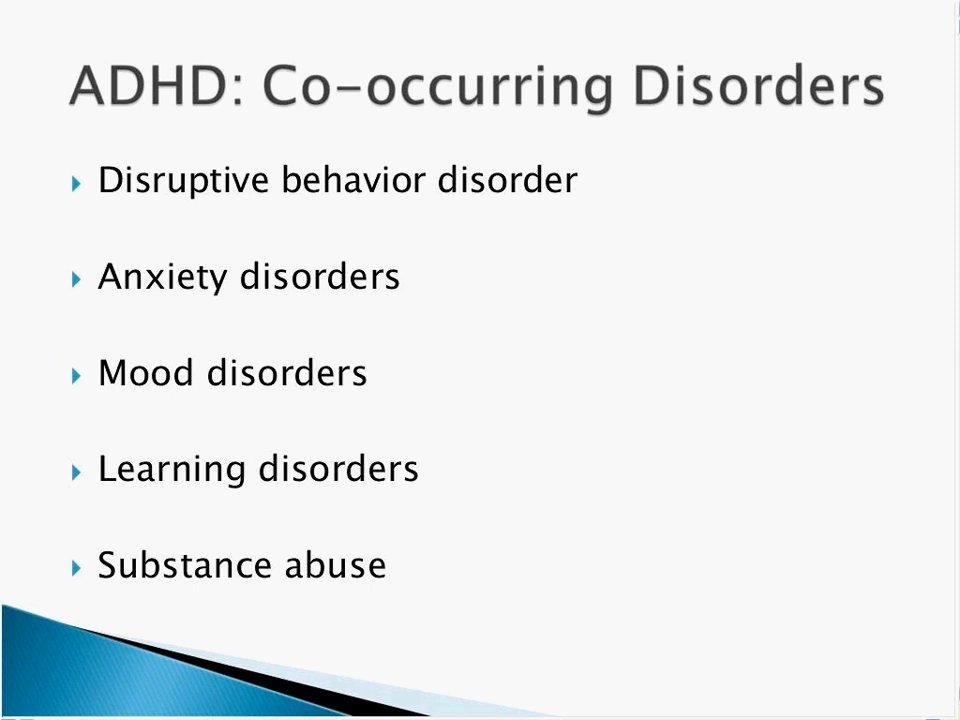 ADHD: Co-occurring Disorders
Disruptive behavior disorder
Anxiety disorders
Mood disorders
Learning disorders
Substance abuse